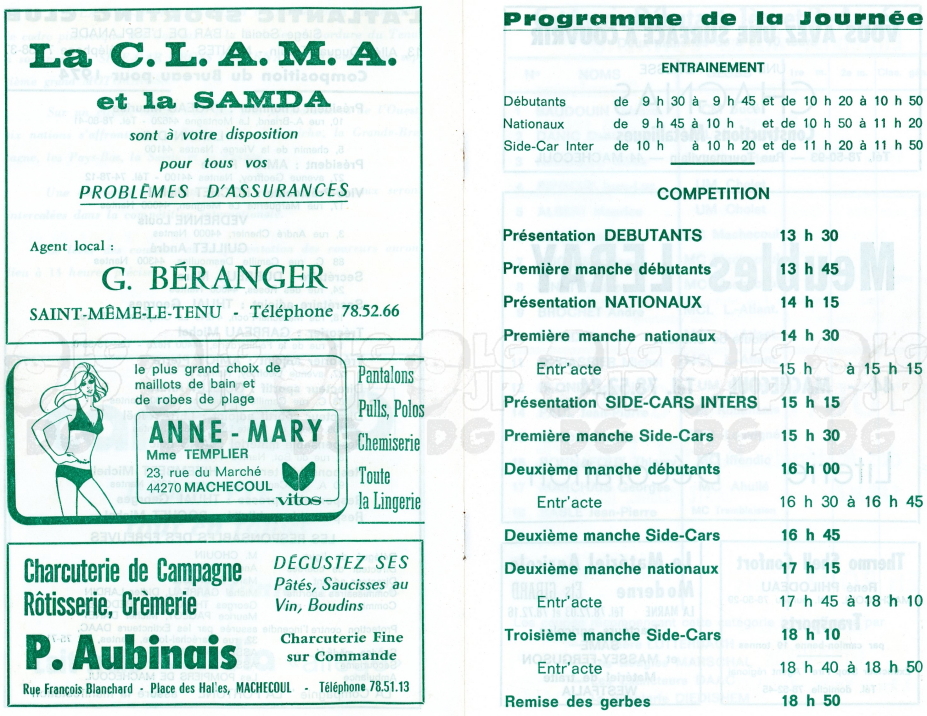 La C.L.A.M.A.
et la SAMDA
sont à votre disposition
pour tous vos
PROBLÈMES D'ASSURANCES
Agent local :
G. BÉRANGER
SAINT-MÊME-LE-TENU - Téléphone 78.52.66
le plus grand choix de
maillots de bain et
de robes de plage
ANNE-MARY
Mme TEMPLIER
23, rue du Marché
44270 MACHECOUL
vitos
Pantalons
Pulls, Polos
Chemiserie
Toute
la Lingerie
Charcuterie de Campagne
Rôtisserie, Crèmerie
P. Aubinais
DÉGUSTEZ SES
Pâtés, Saucisses au
Vin, Boudins
Charcuterie Fine
sur Commande
Rue François Blanchard - Place des Halles, MACHECOUL - Téléphone 78.51.13
Programme de la Journée
ENTRAINEMENT
Débutants de 9 h 30 à 9 h 45 et de 10 h 20 à 10 h 50
Nationaux 9 h 45 à 10 h et de 10 h 50 à 11 h 20
Side-Car Inter de 10 h à 10 h 20 et de 11 h 20 à 11 h 50
COMPETITION
Présentation DEBUTANTS 13 h 30
Première manche débutants 13 h 45
Présentation NATIONAUX 14 h 15
Première manche nationaux 14 h 30
Entr'acte 15 h à 15 h 15
Présentation SIDE-CARS INTERS 15 h 15
Première manche Side-Cars 15 h 30
Deuxième manche débutants 16 h 00
Entr'acte 16 h 30 à 16 h 45
Deuxième manche Side-Cars 16 h 45
Deuxième manche nationaux 17 h 15
Entr'acte 17 h 45 à 18 h 10
Troisième manche Side-Cars 18 h 10
Entr'acte 18 h 40 à 18 h 50
Remise des gerbes 18 h 50